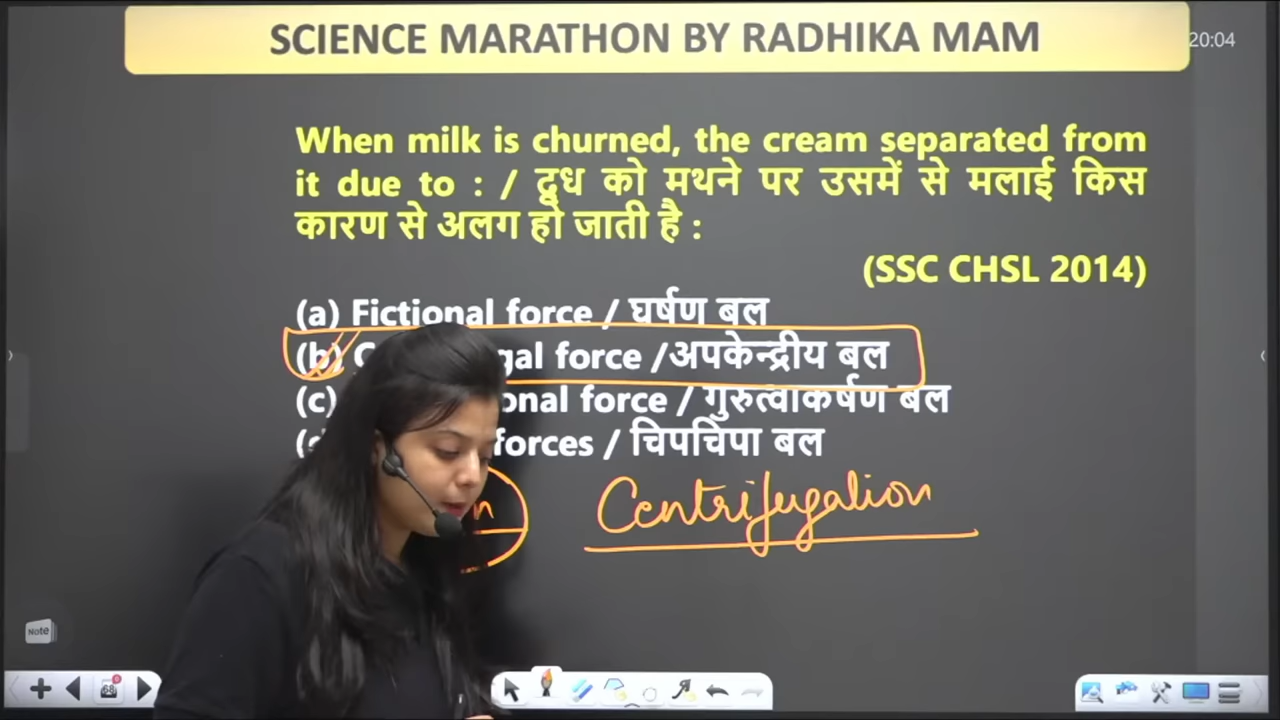 SCIENCE MARATHON BY RADHIKA MAM
20:04
When milk is churned, the cream separated from
it due to : / दूध को मथने पर उसमें से मलाई किस
कारण से अलग हो जाती है :
(SSC CHSL 2014)
(a) Fictional force / घर्षण बल
(b) gal force /अपकेन्द्रीय बल
(c) onal force / गुरुत्वाकर्षण बल
forces / चिपचिपा बल
n Centrifugation
Note
68